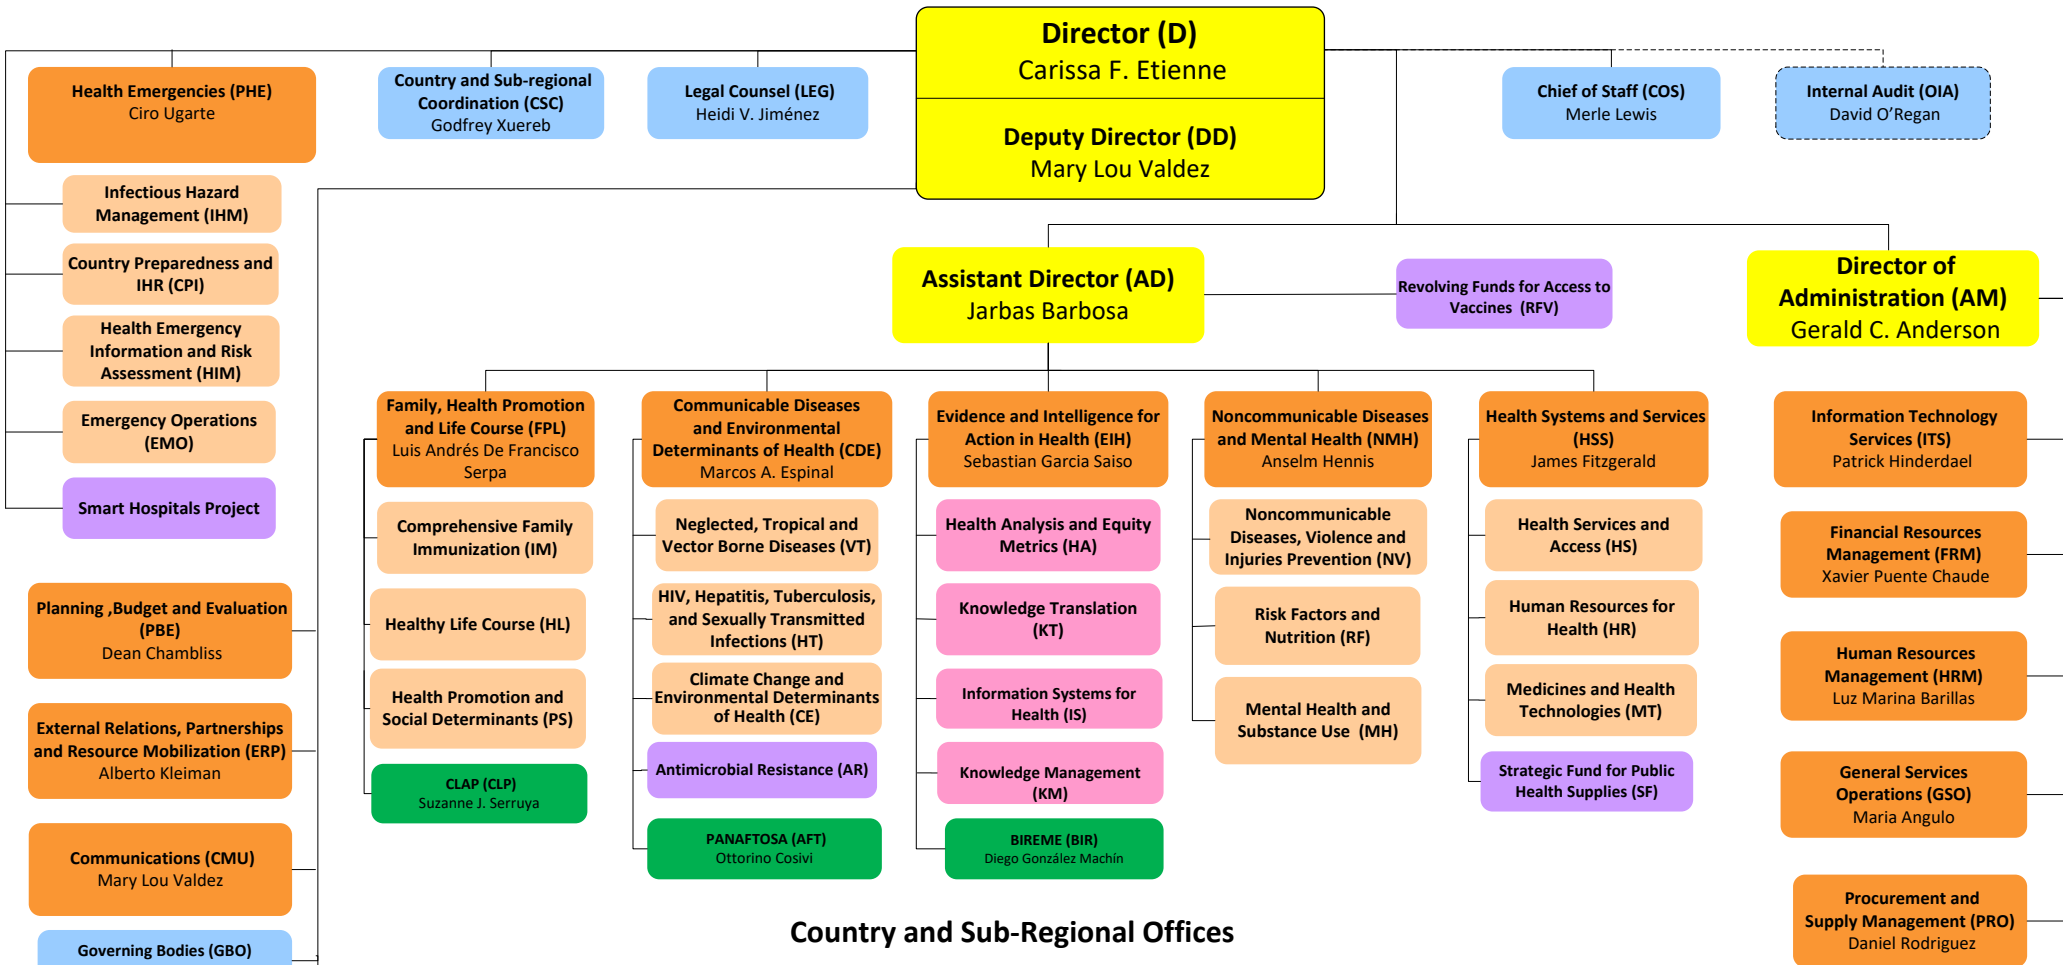 Director (D)
Carissa F. Etienne
Deputy Director (DD)
Mary Lou Valdez
Health Emergencies (PHE)
Ciro Ugarte
Country and Sub-regional
Coordination (CSC)
Godfrey Xuereb
Legal Counsel (LEG)
Heidi V. Jiménez
Chief of Staff (COS)
Merle Lewis
Internal Audit (OIA)
David O’Regan
Infectious Hazard
Management (IHM)
Country Preparedness and
IHR (CPI)
Health Emergency
Information and Risk
Assessment (HIM)
Emergency Operations
(EMO)
Smart Hospitals Project
Planning ,Budget and Evaluation
(PBE)
Dean Chambliss
External Relations, Partnerships
and Resource Mobilization (ERP)
Alberto Kleiman
Communications (CMU)
Mary Lou Valdez
Governing Bodies (GBO)
Assistant Director (AD)
Jarbas Barbosa
Revolving Funds for Access to
Vaccines (RFV)
Director of
Administration (AM)
Gerald C. Anderson
Family, Health Promotion
and Life Course (FPL)
Luis Andrés De Francisco
Serpa
Comprehensive Family
Immunization (IM)
Healthy Life Course (HL)
Health Promotion and
Social Determinants (PS)
CLAP (CLP)
Suzanne J. Serruya
Communicable Diseases
and Environmental
Determinants of Health (CDE)
Marcos A. Espinal
Neglected, Tropical and
Vector Borne Diseases (VT)
HIV, Hepatitis, Tuberculosis,
and Sexually Transmitted
Infections (HT)
Climate Change and
Environmental Determinants
of Health (CE)
Antimicrobial Resistance (AR)
PANAFTOSA (AFT)
Ottorino Cosivi
Evidence and Intelligence for
Action in Health (EIH)
Sebastian Garcia Saiso
Health Analysis and Equity
Metrics (HA)
Knowledge Translation
(KT)
Information Systems for
Health (IS)
Knowledge Management
(KM)
BIREME (BIR)
Diego González Machín
Noncommunicable Diseases
and Mental Health (NMH)
Anselm Hennis
Noncommunicable
Diseases, Violence and
Injuries Prevention (NV)
Risk Factors and
Nutrition (RF)
Mental Health and
Substance Use (MH)
Health Systems and Services
(HSS)
James Fitzgerald
Health Services and
Access (HS)
Human Resources for
Health (HR)
Medicines and Health
Technologies (MT)
Strategic Fund for Public
Health Supplies (SF)
Information Technology
Services (ITS)
Patrick Hinderdael
Financial Resources
Management (FRM)
Xavier Puente Chaude
Human Resources
Management (HRM)
Luz Marina Barillas
General Services
Operations (GSO)
Maria Angulo
Procurement and
Supply Management (PRO)
Daniel Rodriguez
Country and Sub-Regional Offices